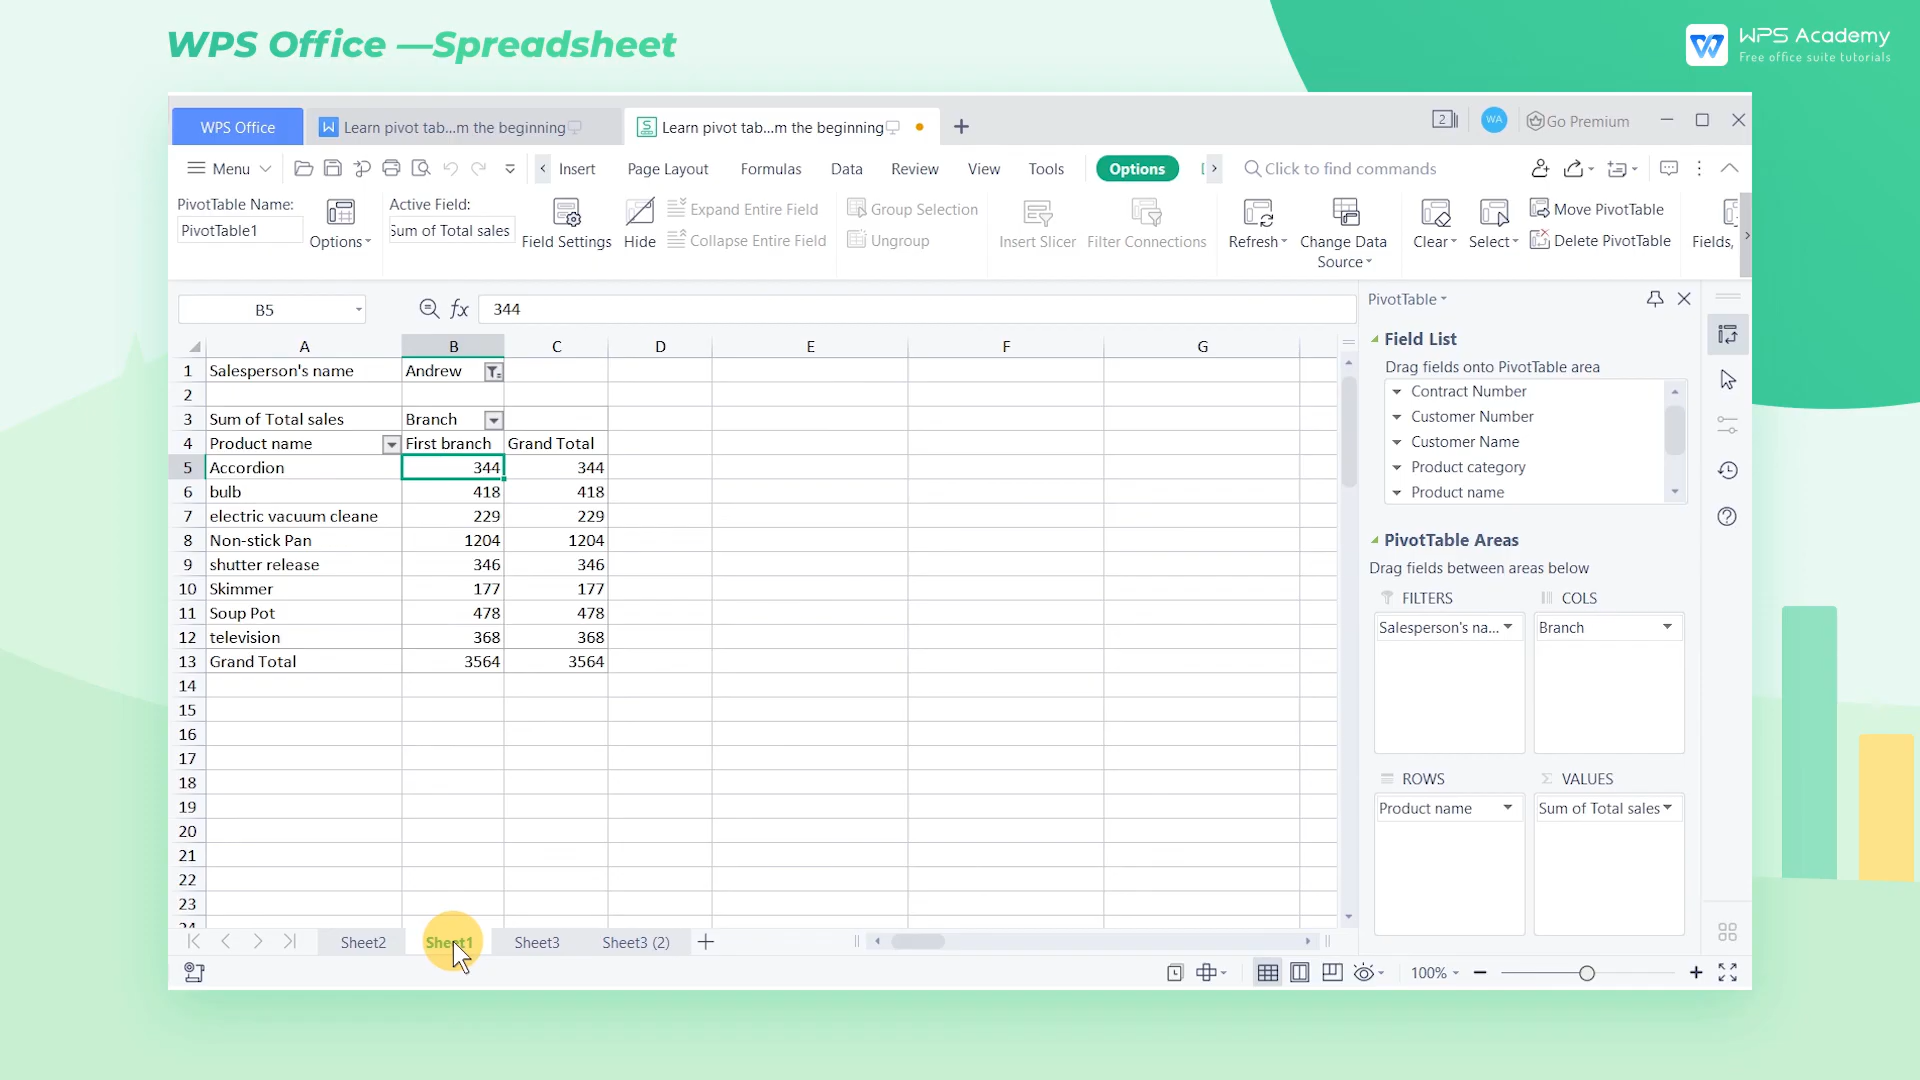 WPS Office —Spreadsheet
WPS Academy
Free office suite tutorials
WPS Office
Learn pivot tab...m the beginning
Learn pivot tab...m the beginning
2
WA
Go Premium
Menu
Insert
Page Layout
Formulas
Data
Review
View
Tools
Options
Click to find commands
PivotTable Name:
PivotTable1
Options
Active Field:
Sum of Total sales
Field Settings
Hide
Expand Entire Field
Collapse Entire Field
Group Selection
Ungroup
Insert Slicer
Filter Connections
Refresh
Change Data
Source
Clear
Select
Move PivotTable
Delete PivotTable
Fields,
B5
fx
344
A B C D E F G
1 Salesperson's name Andrew
2
3 Sum of Total sales Branch
4 Product name First branch Grand Total
5 Accordion 344 344
6 bulb 418 418
7 electric vacuum cleane 229 229
8 Non-stick Pan 1204 1204
9 shutter release 346 346
10 Skimmer 177 177
11 Soup Pot 478 478
12 television 368 368
13 Grand Total 3564 3564
14
15
16
17
18
19
20
21
22
23
24
PivotTable
Field List
Drag fields onto PivotTable area
Contract Number
Customer Number
Customer Name
Product category
Product name
PivotTable Areas
Drag fields between areas below
FILTERS
Salesperson's na...
COLS
Branch
ROWS
Product name
VALUES
Sum of Total sales
Sheet2
Sheet1
Sheet3
Sheet3 (2)
100%